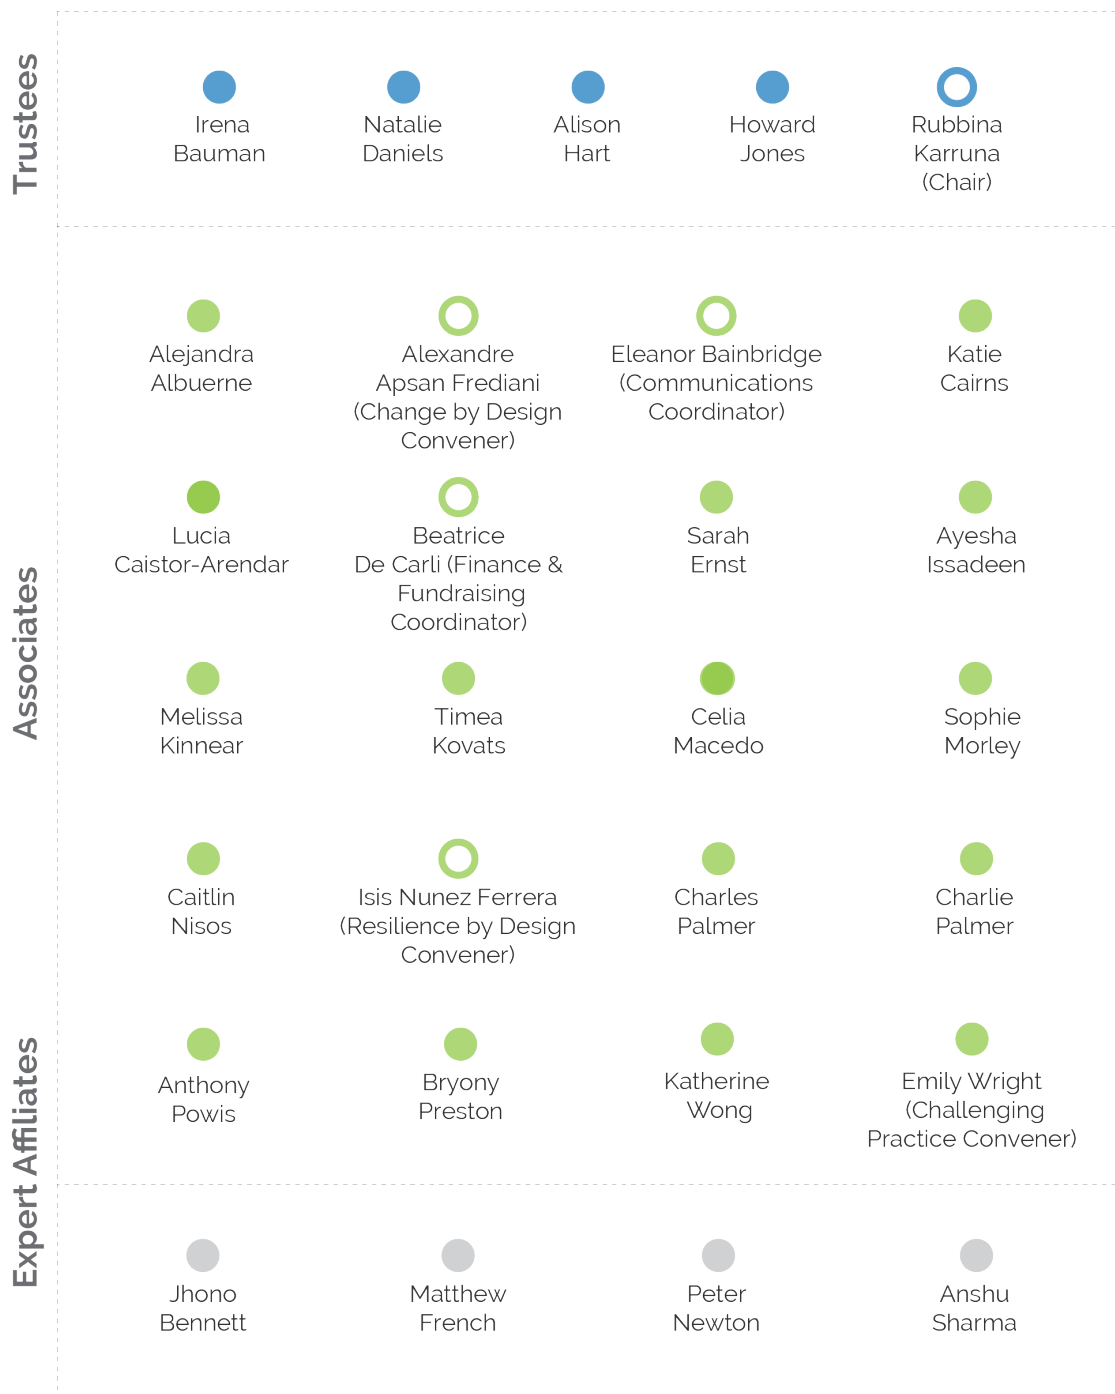 Trustees
Irena
Bauman
Natalie
Daniels
Alison
Hart
Howard
Jones
Rubbina
Karruna
(Chair)
Associates
Alejandra
Albuerne
Alexandre
Apsan Frediani
(Change by Design
Convener)
Eleanor Bainbridge
(Communications
Coordinator)
Katie
Cairns
Lucia
Caistor-Arendar
Beatrice
De Carli (Finance &
Fundraising
Coordinator)
Sarah
Ernst
Ayesha
Issadeen
Melissa
Kinnear
Timea
Kovats
Celia
Macedo
Sophie
Morley
Caitlin
Nisos
Isis Nunez Ferrera
(Resilience by Design
Convener)
Charles
Palmer
Charlie
Palmer
Anthony
Powis
Bryony
Preston
Katherine
Wong
Emily Wright
(Challenging
Practice Convener)
Expert Affiliates
Jhono
Bennett
Matthew
French
Peter
Newton
Anshu
Sharma